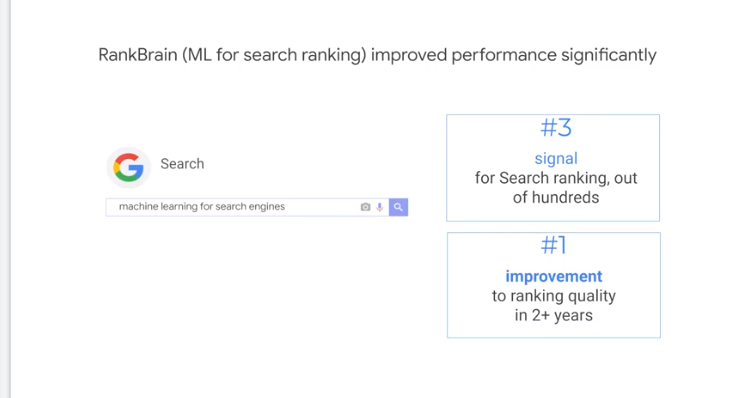 RankBrain (ML for search ranking) improved performance significantly
Search
machine learning for search engines
#3
signal
for Search ranking, out
of hundreds
#1
improvement
to ranking quality
in 2+ years